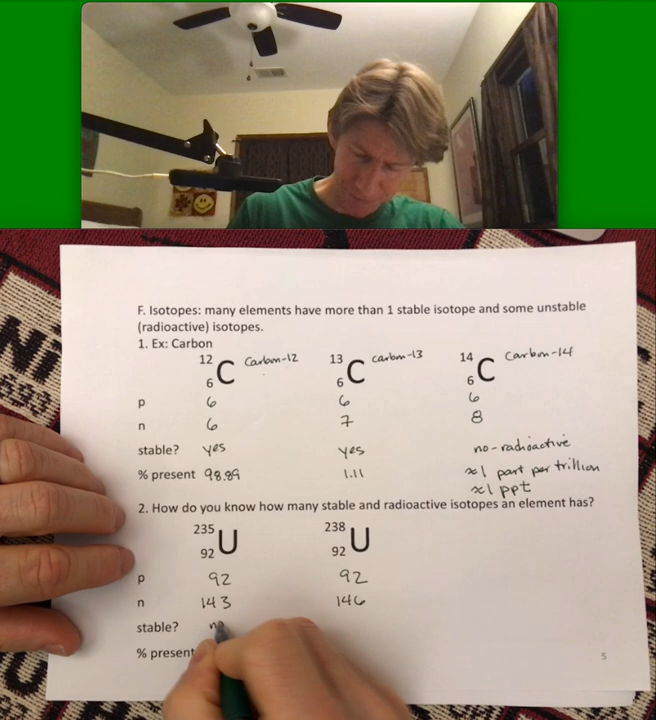 F. Isotopes: many elements have more than 1 stable isotope and some unstable
(radioactive) isotopes.
1. Ex: Carbon
12 6 C Carbon-12 13 6 C carbon-13 14 6 C Carbon-14
p 6 6 6
n 6 7 8
stable? yes yes no-radioactive
% present 98.89 1.11 ≈1 part per trillion
≈1 ppt
2. How do you know how many stable and radioactive isotopes an element has?
235 92 U 238 92 U
p 92 92
n 143 146
stable? no
% present
5